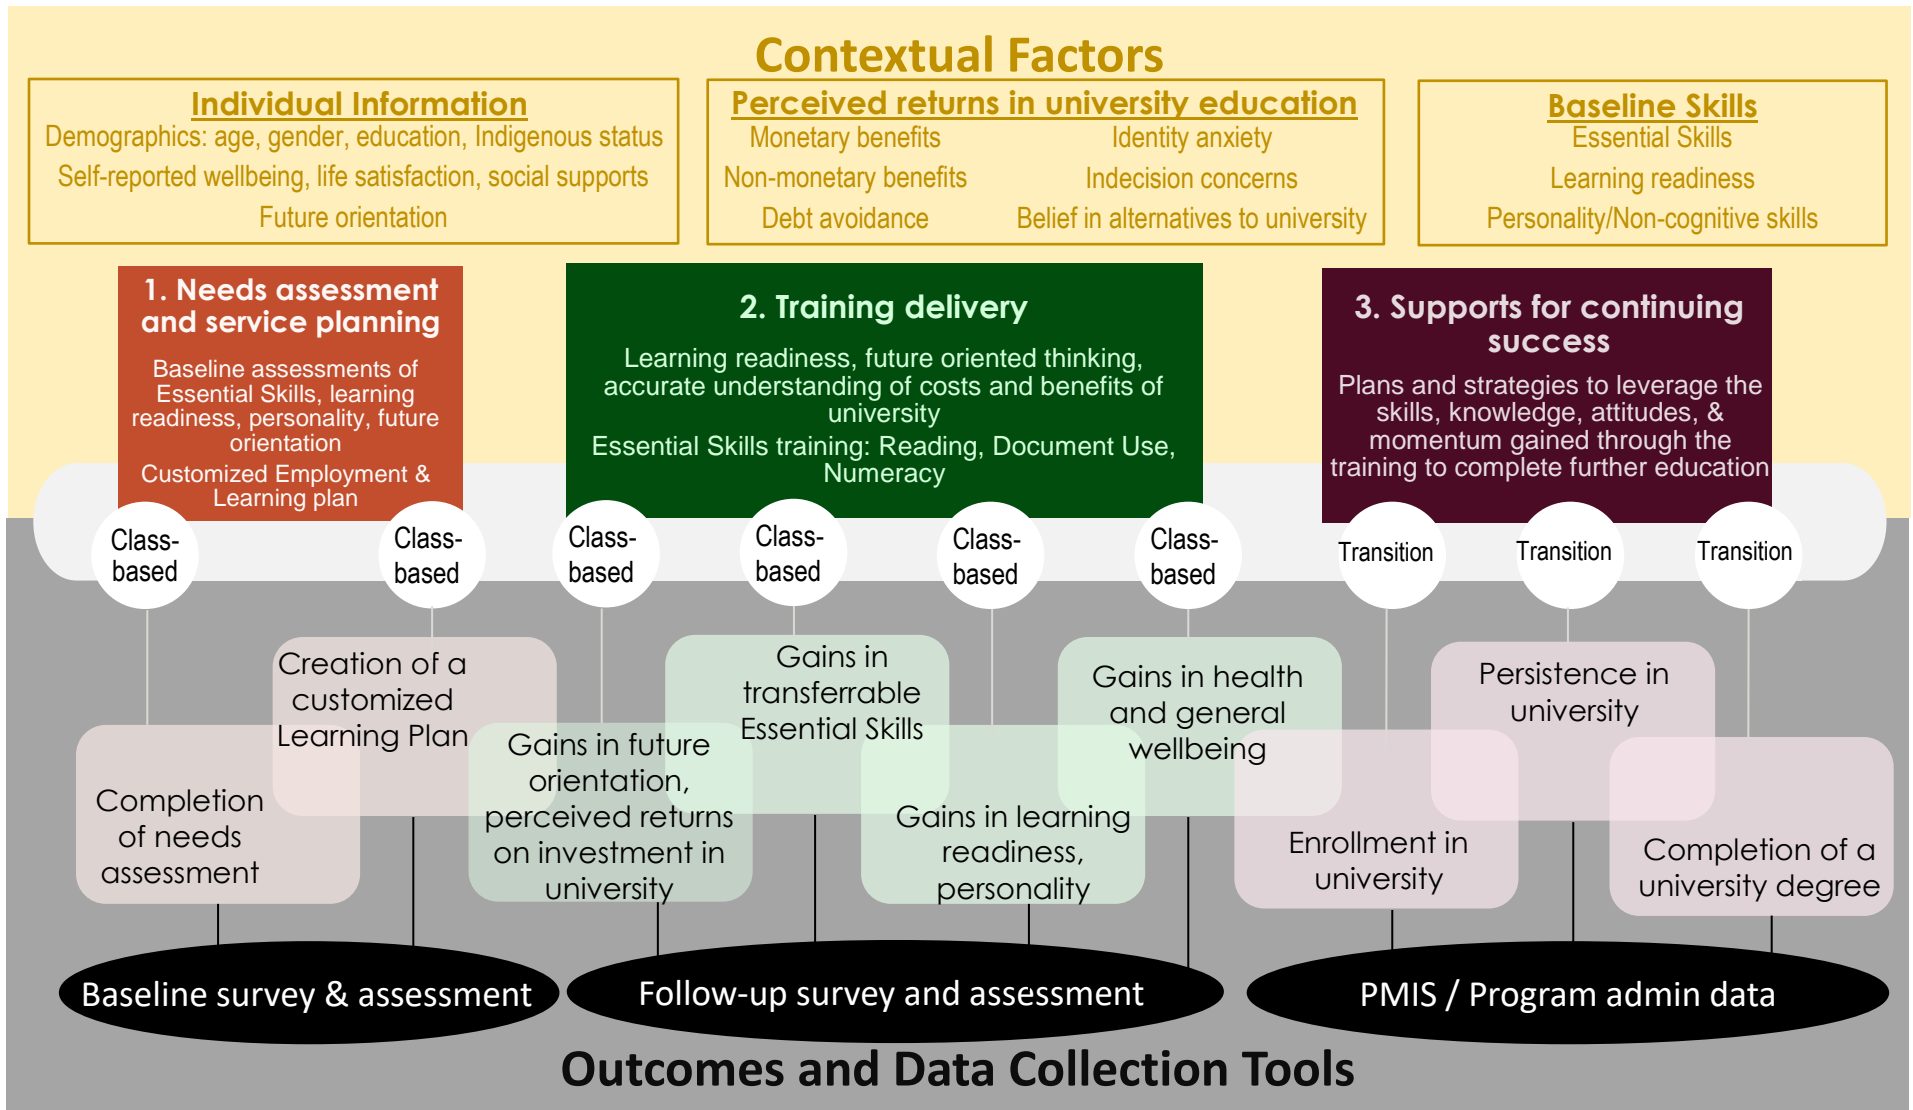 Contextual Factors
Individual Information
Demographics: age, gender, education, Indigenous status
Self-reported wellbeing, life satisfaction, social supports
Future orientation
Perceived returns in university education
Monetary benefits
Identity anxiety
Non-monetary benefits
Indecision concerns
Debt avoidance
Belief in alternatives to university
Baseline Skills
Essential Skills
Learning readiness
Personality/Non-cognitive skills
1. Needs assessment
and service planning
Baseline assessments of
Essential Skills, learning
readiness, personality, future
orientation
Customized Employment &
Learning plan
2. Training delivery
Learning readiness, future oriented thinking,
accurate understanding of costs and benefits of
university
Essential Skills training: Reading, Document Use,
Numeracy
3. Supports for continuing
success
Plans and strategies to leverage the
skills, knowledge, attitudes, &
momentum gained through the
training to complete further education
Class-
based
Class-
based
Class-
based
Class-
based
Class-
based
Class-
based
Transition
Transition
Transition
Completion
of needs
assessment
Creation of a
customized
Learning Plan
Gains in future
orientation,
perceived returns
on investment in
university
Gains in
transferrable
Essential Skills
Gains in learning
readiness,
personality
Gains in health
and general
wellbeing
Enrollment in
university
Persistence in
university
Completion of a
university degree
Baseline survey & assessment
Follow-up survey and assessment
PMIS / Program admin data
Outcomes and Data Collection Tools